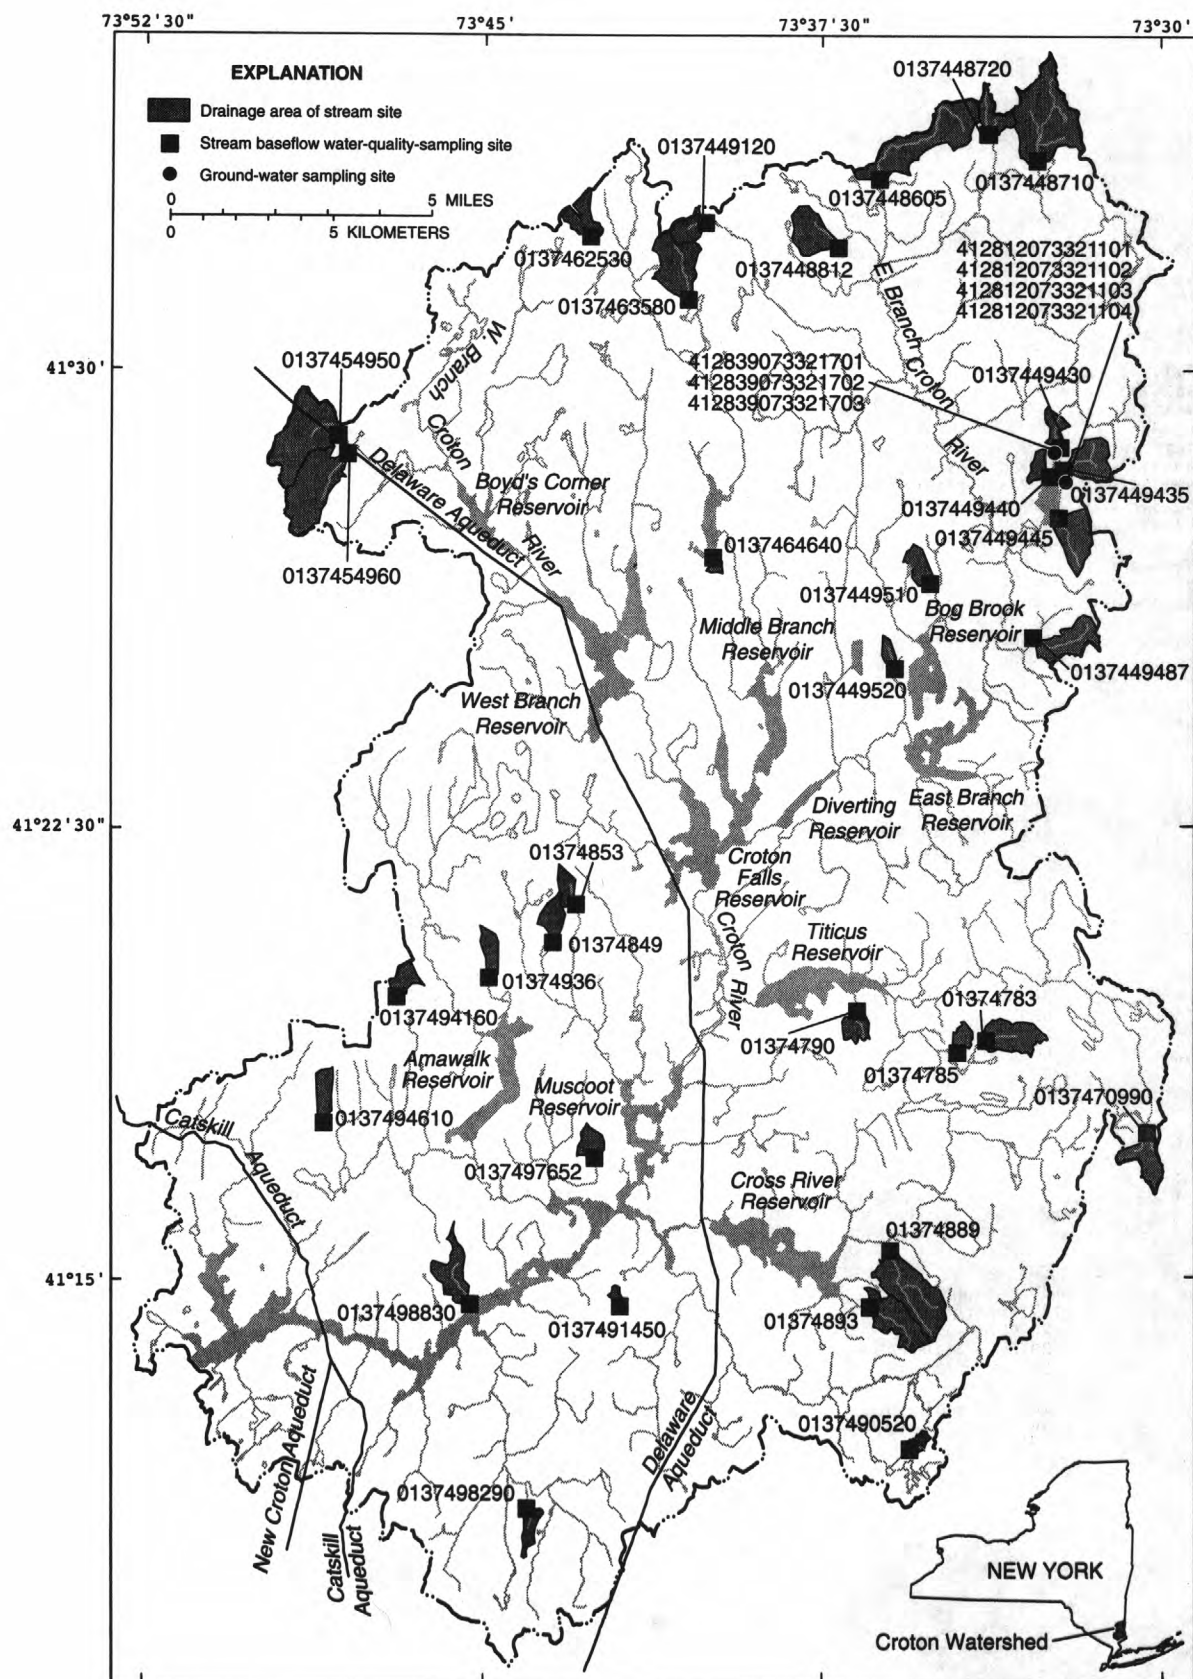 73°52'30"
73°45'
73°37'30"
73°30'
EXPLANATION
Drainage area of stream site
Stream baseflow water-quality-sampling site
Ground-water sampling site
0 5 MILES
0 5 KILOMETERS
0137448720
0137449120
0137448710
0137448605
0137462530
0137448812
0137463580
412812073321101
412812073321102
412812073321103
412812073321104
E. Branch Croton
River
W. Branch
Croton
River
41°30'
0137454950
412839073321701
412839073321702
412839073321703
0137449430
Delaware Aqueduct
Boyd's Corner
Reservoir
0137449435
0137449440
0137449445
0137464640
0137454960
0137449510
Bog Brook
Reservoir
Middle Branch
Reservoir
0137449487
0137449520
West Branch
Reservoir
41°22'30"
Diverting
Reservoir
East Branch
Reservoir
01374853
Croton
Falls
Reservoir
01374849
Croton River
Titicus
Reservoir
01374936
0137494160
01374783
01374790
01374785
Amawalk
Reservoir
Muscoot
Reservoir
0137470990
Catskill
Aqueduct
0137494610
0137497652
Cross River
Reservoir
01374889
41°15'
0137498830
0137491450
01374893
New Croton Aqueduct
Catskill
Aqueduct
Delaware
Aqueduct
0137490520
0137498290
NEW YORK
Croton Watershed